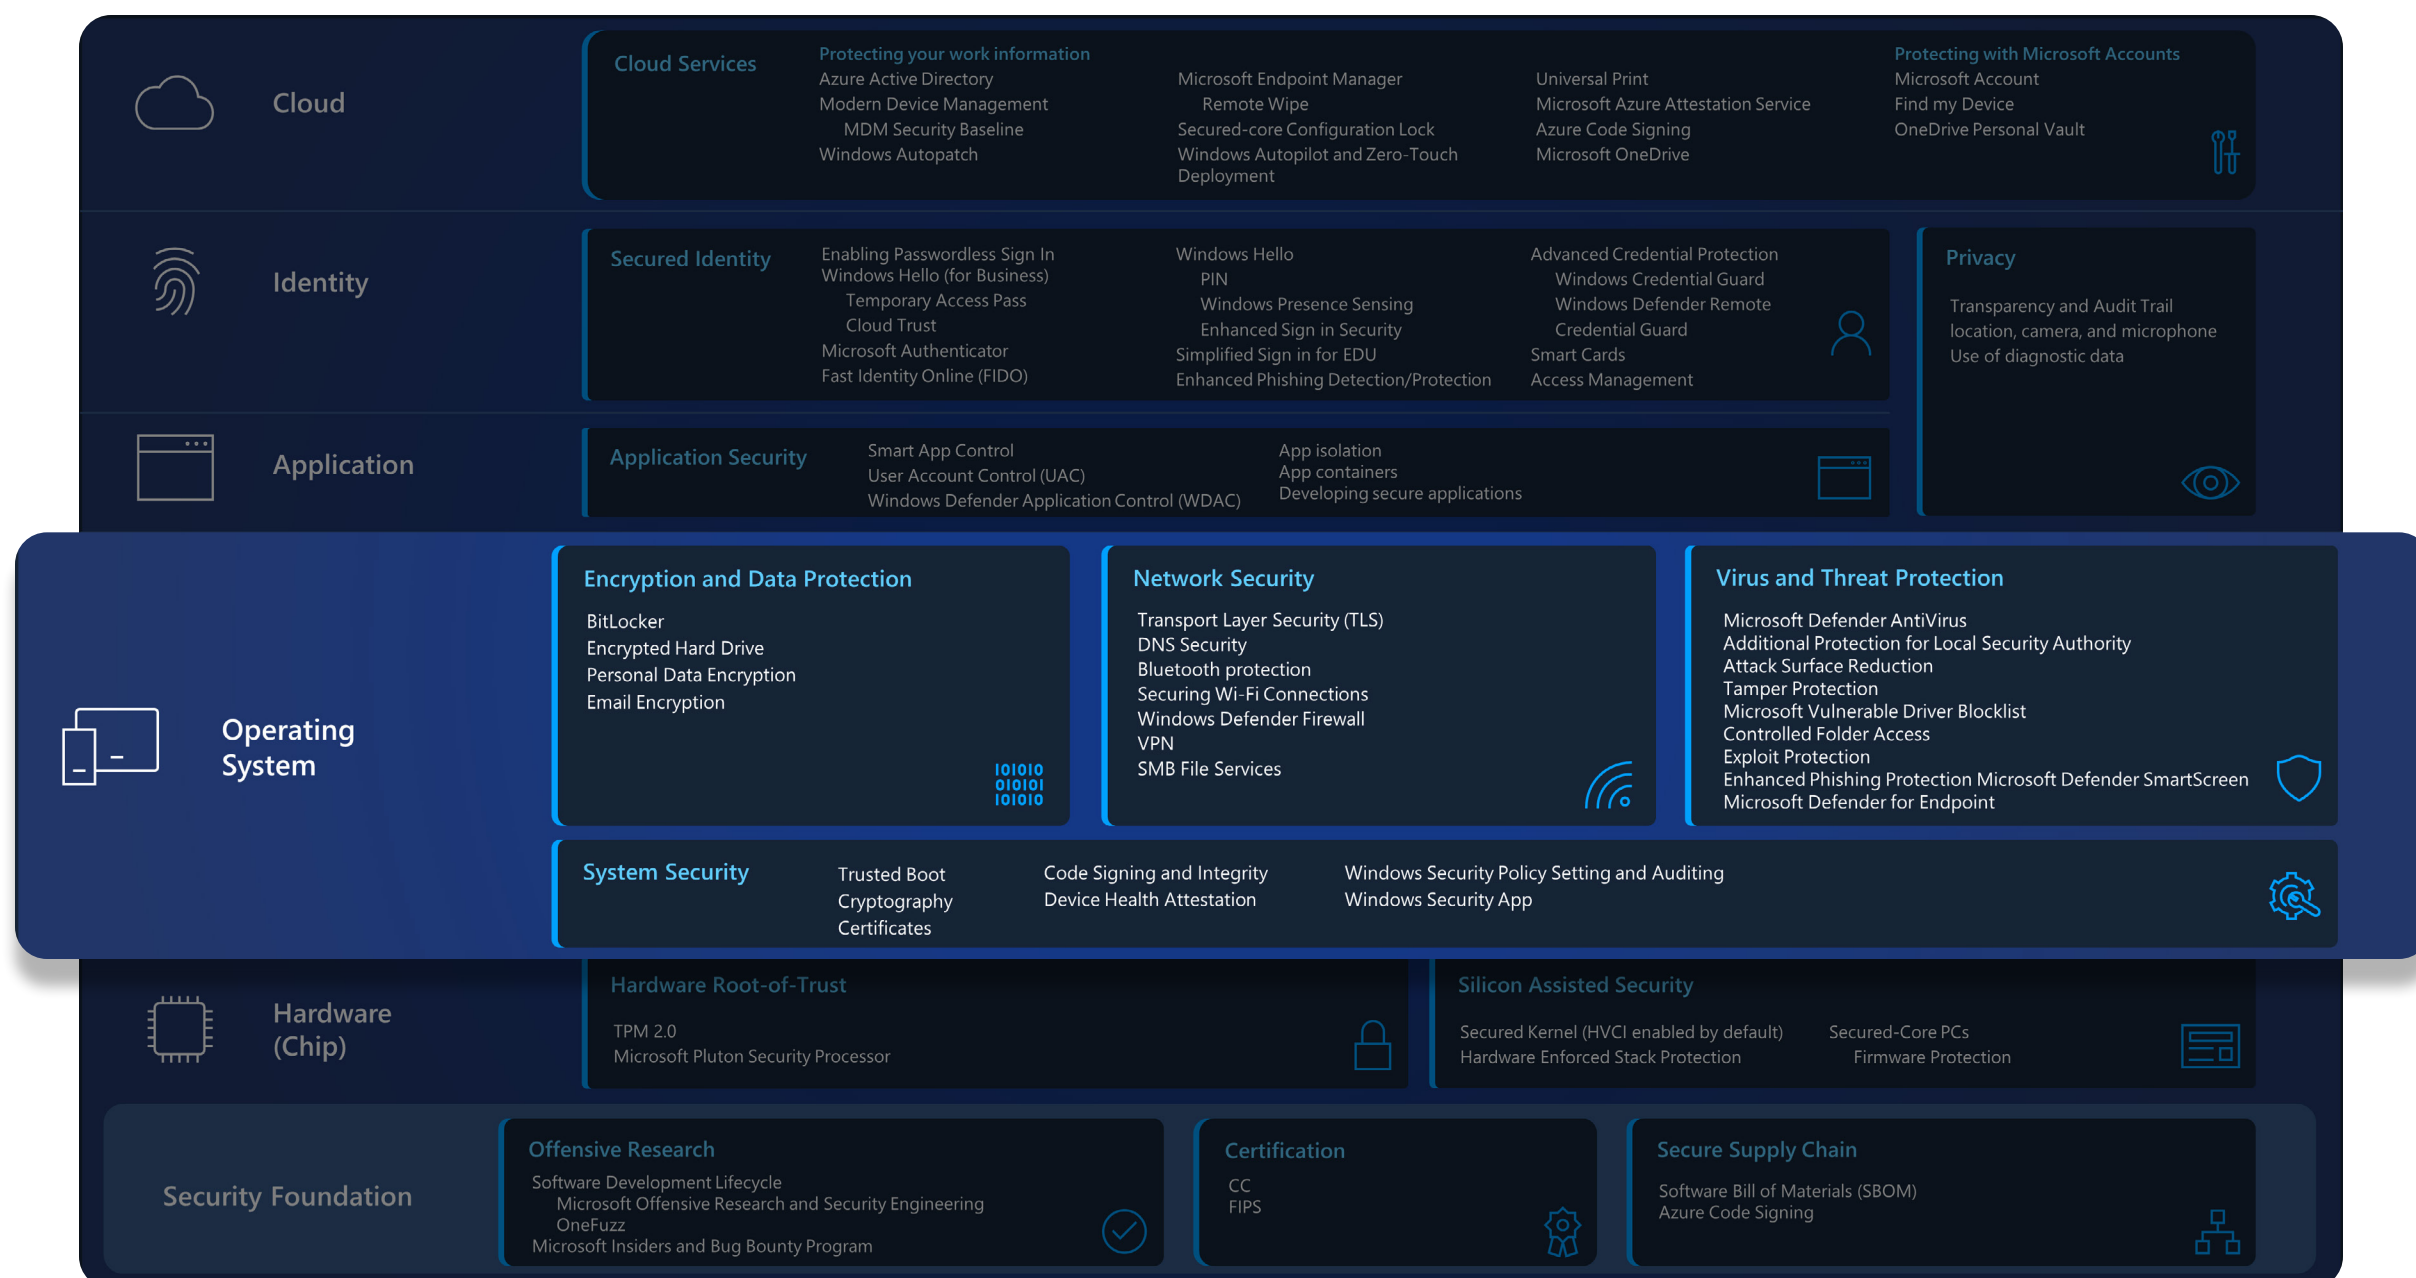 Cloud
Cloud Services
Protecting your work information
Azure Active Directory
Modern Device Management
MDM Security Baseline
Windows Autopatch
Microsoft Endpoint Manager
Remote Wipe
Secured-core Configuration Lock
Windows Autopilot and Zero-Touch
Deployment
Universal Print
Microsoft Azure Attestation Service
Azure Code Signing
Microsoft OneDrive
Protecting with Microsoft Accounts
Microsoft Account
Find my Device
OneDrive Personal Vault
Identity
Secured Identity
Enabling Passwordless Sign In
Windows Hello (for Business)
Temporary Access Pass
Cloud Trust
Microsoft Authenticator
Fast Identity Online (FIDO)
Windows Hello
PIN
Windows Presence Sensing
Enhanced Sign in Security
Simplified Sign in for EDU
Enhanced Phishing Detection/Protection
Advanced Credential Protection
Windows Credential Guard
Windows Defender Remote
Credential Guard
Smart Cards
Access Management
Privacy
Transparency and Audit Trail
location, camera, and microphone
Use of diagnostic data
Application
Application Security
Smart App Control
User Account Control (UAC)
Windows Defender Application Control (WDAC)
App isolation
App containers
Developing secure applications
Operating
System
Encryption and Data Protection
BitLocker
Encrypted Hard Drive
Personal Data Encryption
Email Encryption
101010
010101
101010
Network Security
Transport Layer Security (TLS)
DNS Security
Bluetooth protection
Securing Wi-Fi Connections
Windows Defender Firewall
VPN
SMB File Services
Virus and Threat Protection
Microsoft Defender AntiVirus
Additional Protection for Local Security Authority
Attack Surface Reduction
Tamper Protection
Microsoft Vulnerable Driver Blocklist
Controlled Folder Access
Exploit Protection
Enhanced Phishing Protection Microsoft Defender SmartScreen
Microsoft Defender for Endpoint
System Security
Trusted Boot
Cryptography
Certificates
Code Signing and Integrity
Device Health Attestation
Windows Security Policy Setting and Auditing
Windows Security App
Hardware
(Chip)
Hardware Root-of-Trust
TPM 2.0
Microsoft Pluton Security Processor
Silicon Assisted Security
Secured Kernel (HVCI enabled by default)
Hardware Enforced Stack Protection
Secured-Core PCs
Firmware Protection
Security Foundation
Offensive Research
Software Development Lifecycle
Microsoft Offensive Research and Security Engineering
OneFuzz
Microsoft Insiders and Bug Bounty Program
Certification
CC
FIPS
Secure Supply Chain
Software Bill of Materials (SBOM)
Azure Code Signing